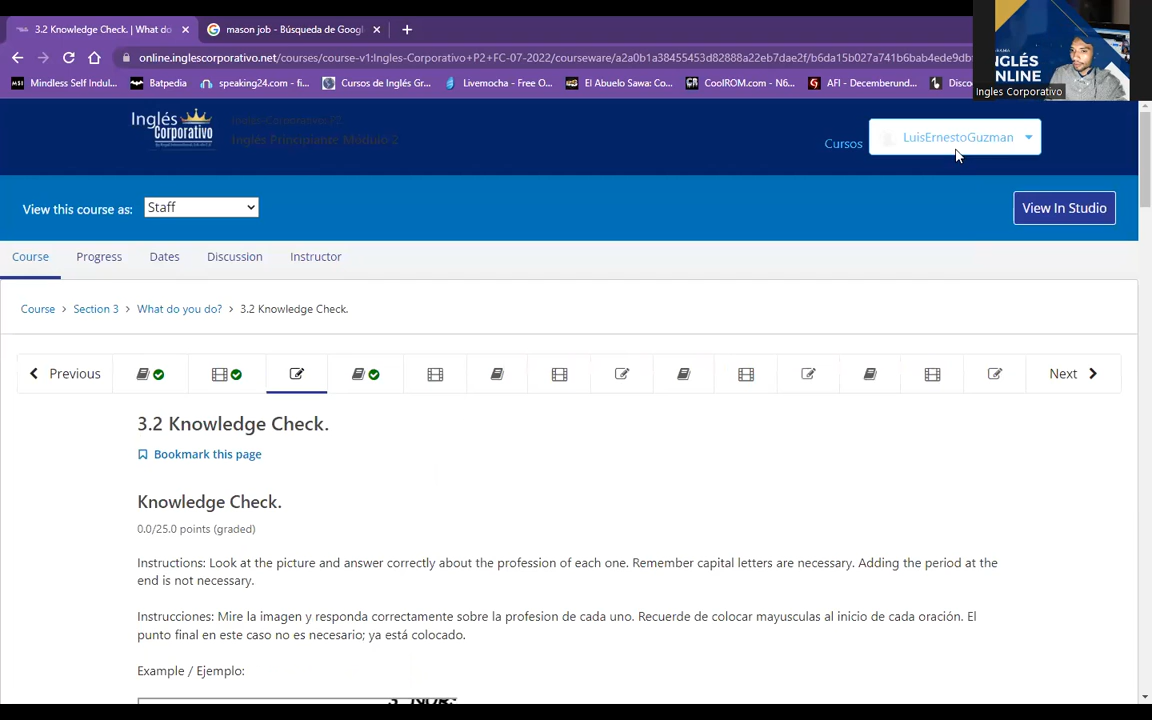 3.2 Knowledge Check. | What do
mason job - Búsqueda de Googl
online.inglescorporativo.net/courses/course-v1:Ingles-Corporativo+P2+FC-07-2022/courseware/a2a0b1a38455453d82888a22eb7dae2f/b6da15b027a741b6bab4ede9db
Mindless Self Indul...
Batpedia
speaking24.com - fi...
Cursos de Inglés Gr...
Livemocha - Free O...
El Abuelo Sawa: Co...
CoolROM.com - N6...
AFI - Decemberund...
Disco
INGLÉS
ONLINE
Ingles Corporativo
Inglés
Corporativo
Ingles-Corporativo P2
Inglés Principiante Módulo 2
Cursos
LuisErnestoGuzman
View this course as:
Staff
View In Studio
Course
Progress
Dates
Discussion
Instructor
Course > Section 3 > What do you do? > 3.2 Knowledge Check.
Previous
Next
3.2 Knowledge Check.
Bookmark this page
Knowledge Check.
0.0/25.0 points (graded)
Instructions: Look at the picture and answer correctly about the profession of each one. Remember capital letters are necessary. Adding the period at the
end is not necessary.
Instrucciones: Mire la imagen y responda correctamente sobre la profesion de cada uno. Recuerde de colocar mayusculas al inicio de cada oración. El
punto final en este caso no es necesario; ya está colocado.
Example / Ejemplo: